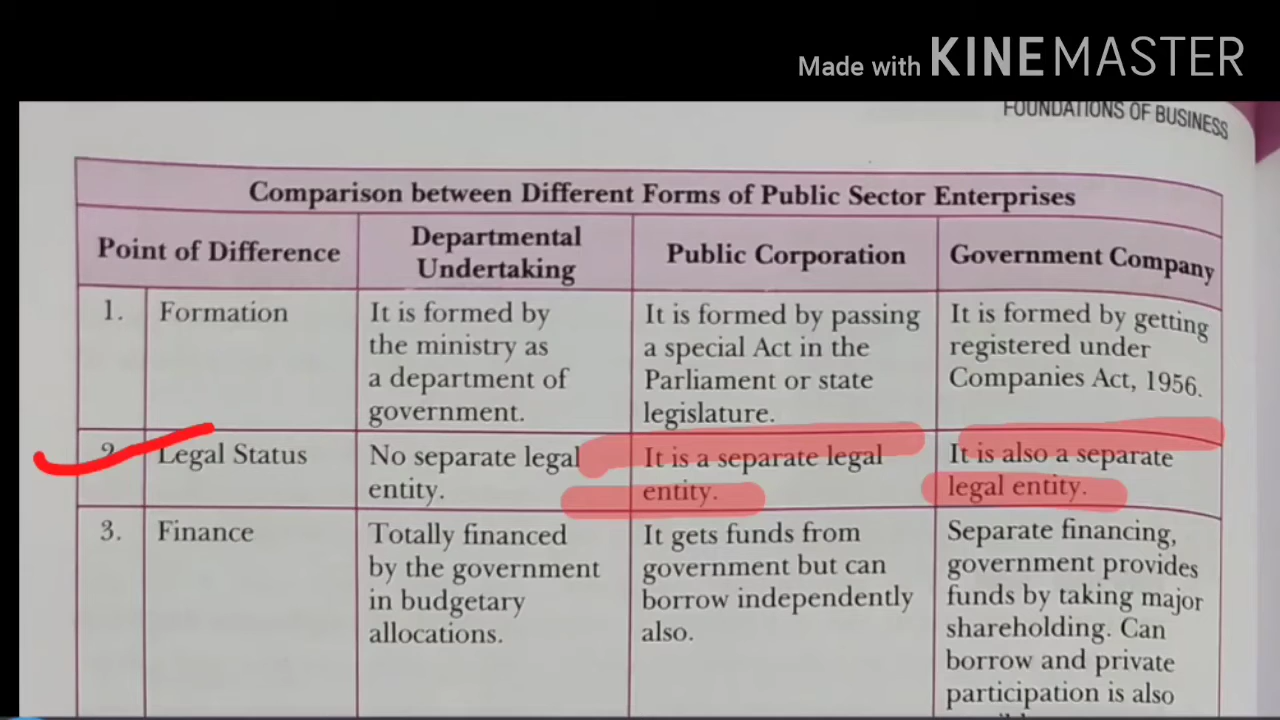 Made with KINEMASTER
FOUNDATIONS OF BUSINESS
Comparison between Different Forms of Public Sector Enterprises
Point of Difference
Departmental
Undertaking
Public Corporation
Government Company
1.
Formation
It is formed by
the ministry as
a department of
government.
It is formed by passing
a special Act in the
Parliament or state
legislature.
It is formed by getting
registered under
Companies Act, 1956.
2.
Legal Status
No separate legal
entity.
It is a separate legal
entity.
It is also a separate
legal entity.
3.
Finance
Totally financed
by the government
in budgetary
allocations.
It gets funds from
government but can
borrow independently
also.
Separate financing,
government provides
funds by taking major
shareholding. Can
borrow and private
participation is also